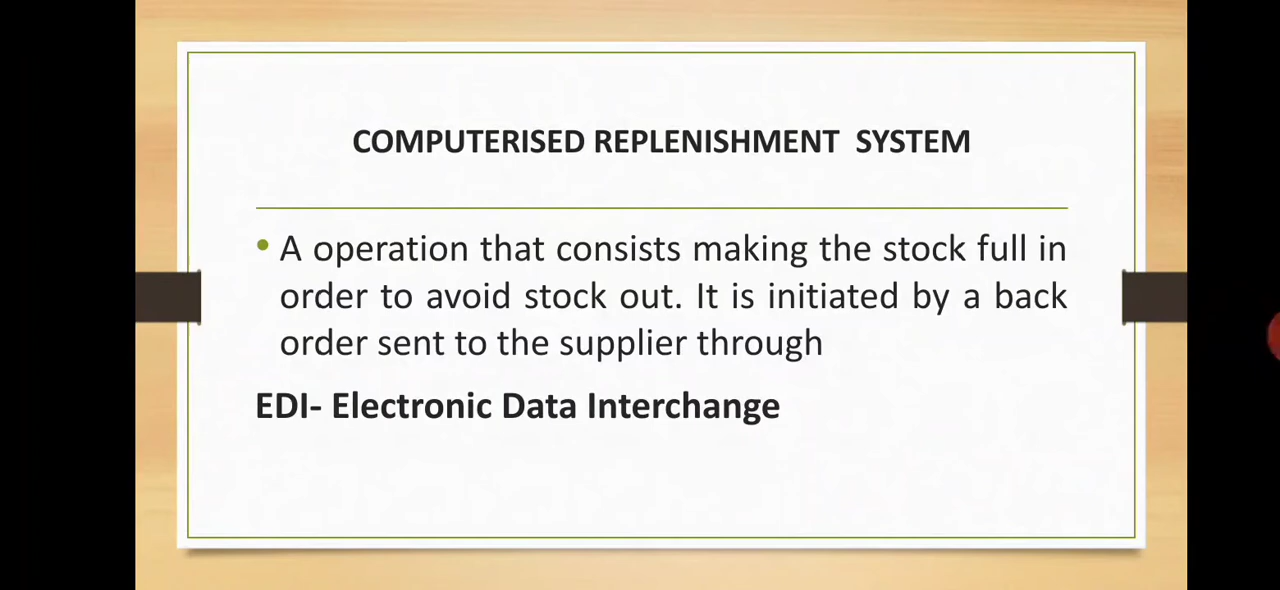 COMPUTERISED REPLENISHMENT SYSTEM
• A operation that consists making the stock full in
order to avoid stock out. It is initiated by a back
order sent to the supplier through
EDI- Electronic Data Interchange